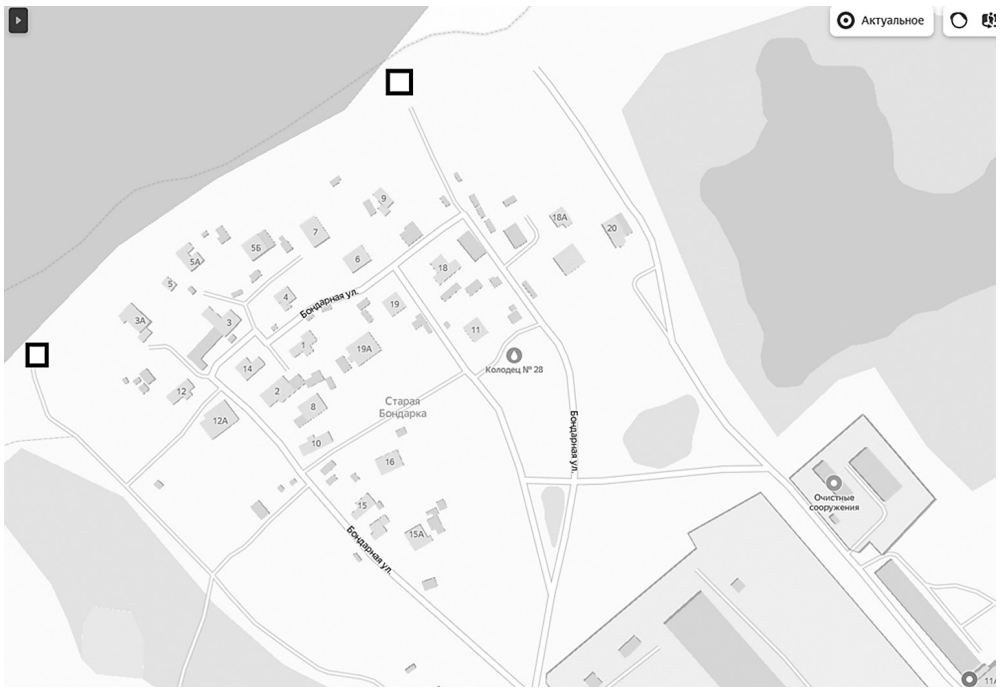 Актуальное
9
18А
7
20
5Б
5А
6
18
5
4
Бондарная ул.
19
3А
3
11
1
19А
Колодец № 28
14
12
2
8
Старая
Бондарка
12А
Бондарная ул.
10
16
Очистные
сооружения
15
15А
Бондарная ул.